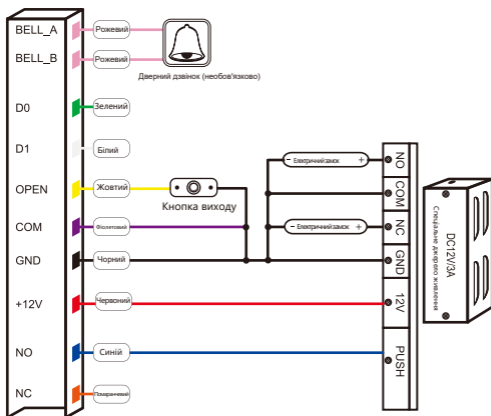 BELL_A
Рожевий
BELL_B
Рожевий
Дверний дзвінок (необов'язково)
D0
Зелений
D1
Білий
OPEN
Жовтий
Кнопка виходу
COM
Фіолетовий
GND
Чорний
+12V
Червоний
NO
Синій
NC
Помаранчевий
- Електричний замок +
- Електричний замок +
NO
COM
NC
GND
12V
PUSH
DC12V/3A
Спеціальне джерело живлення